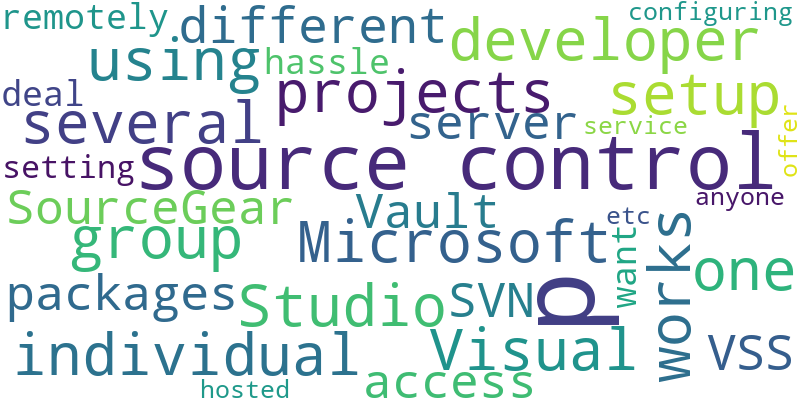 remotely
different
configuring
using
hassle
developer
deal
projects
setup
several
server
service
offer
setting
source control
anyone
SourceGear
Vault
etc
group
Microsoft
want
works
one
packages
Studio
SVN
p
individual
Visual
VSS
hosted
access